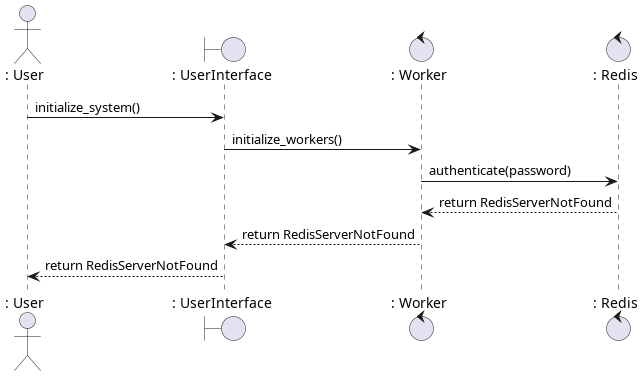 : User
: UserInterface
: Worker
: Redis
initialize_system()
initialize_workers()
authenticate(password)
return RedisServerNotFound
return RedisServerNotFound
return RedisServerNotFound
: User
: UserInterface
: Worker
: Redis